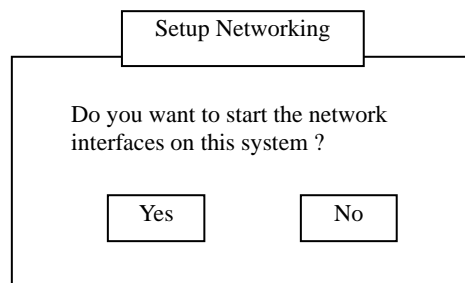 Setup Networking
Do you want to start the network
interfaces on this system ?
Yes No